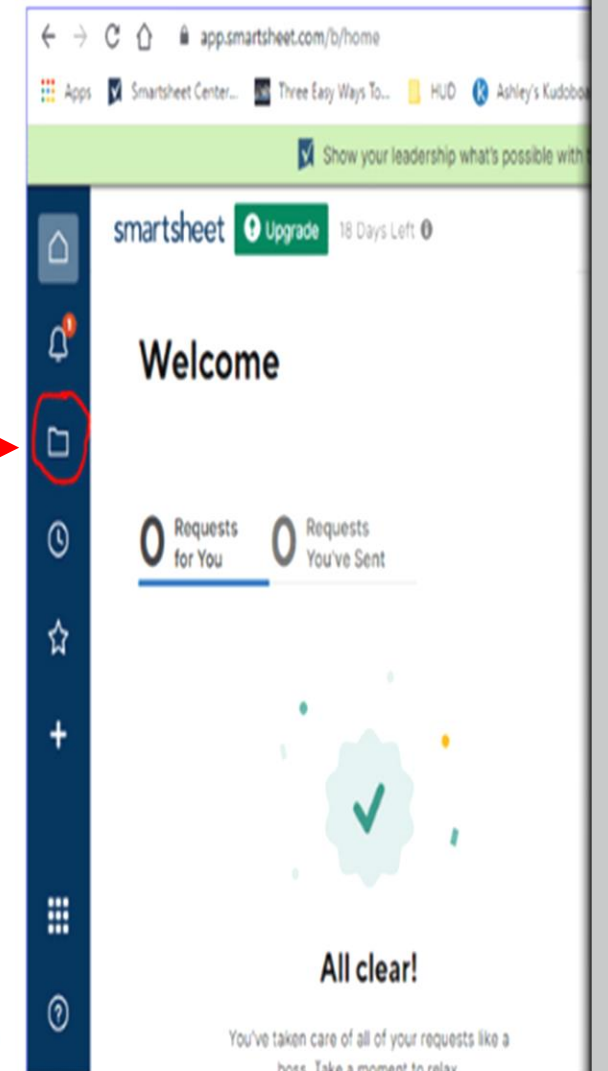 app.smartsheet.com/b/home
Apps Smartsheet Center... Three Easy Ways To... HUD Ashley's
Show your leadership what's possible with
smartsheet Upgrade 18 Days Left
1
Welcome
0 Requests for You
0 Requests You've Sent
All clear!
You've taken care of all of your requests like a
boss. Take a moment to relax